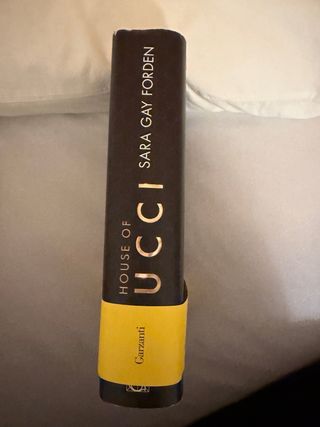 HOUSE OF
UCCI
SARA GAY FORDEN
Garzanti